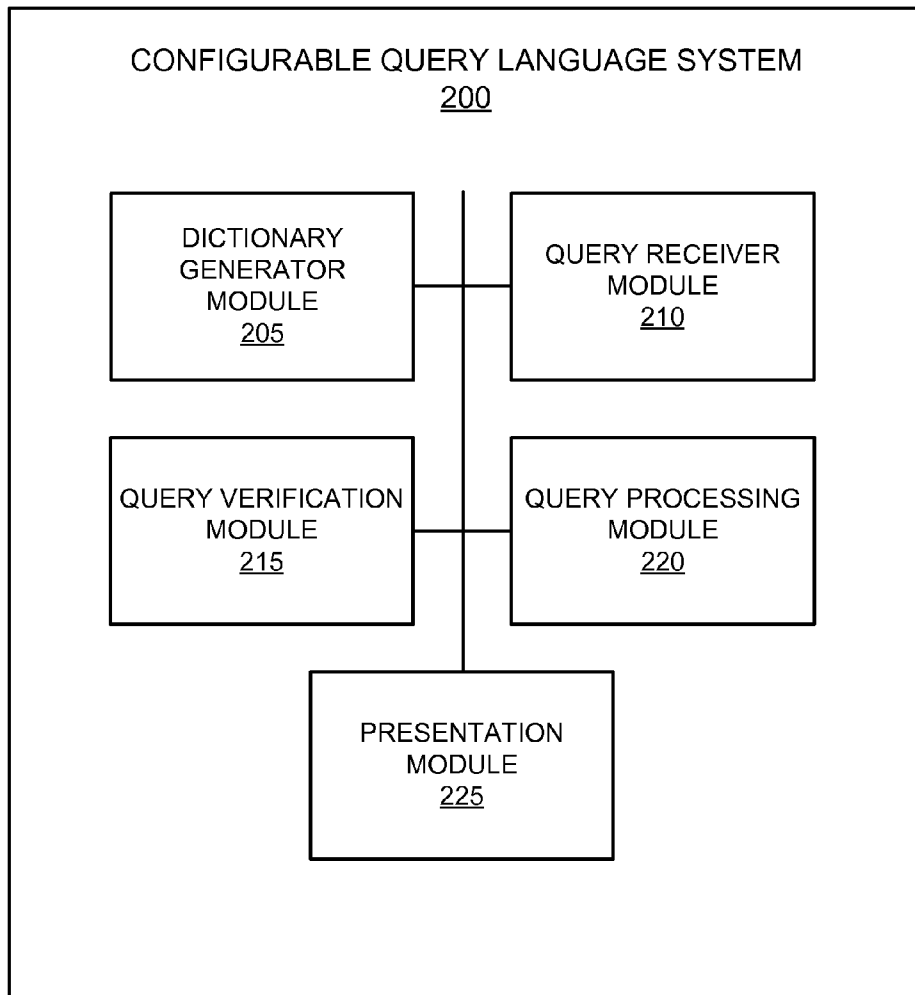 CONFIGURABLE QUERY LANGUAGE SYSTEM
200
DICTIONARY
GENERATOR
MODULE
205
QUERY RECEIVER
MODULE
210
QUERY VERIFICATION
MODULE
215
QUERY PROCESSING
MODULE
220
PRESENTATION
MODULE
225